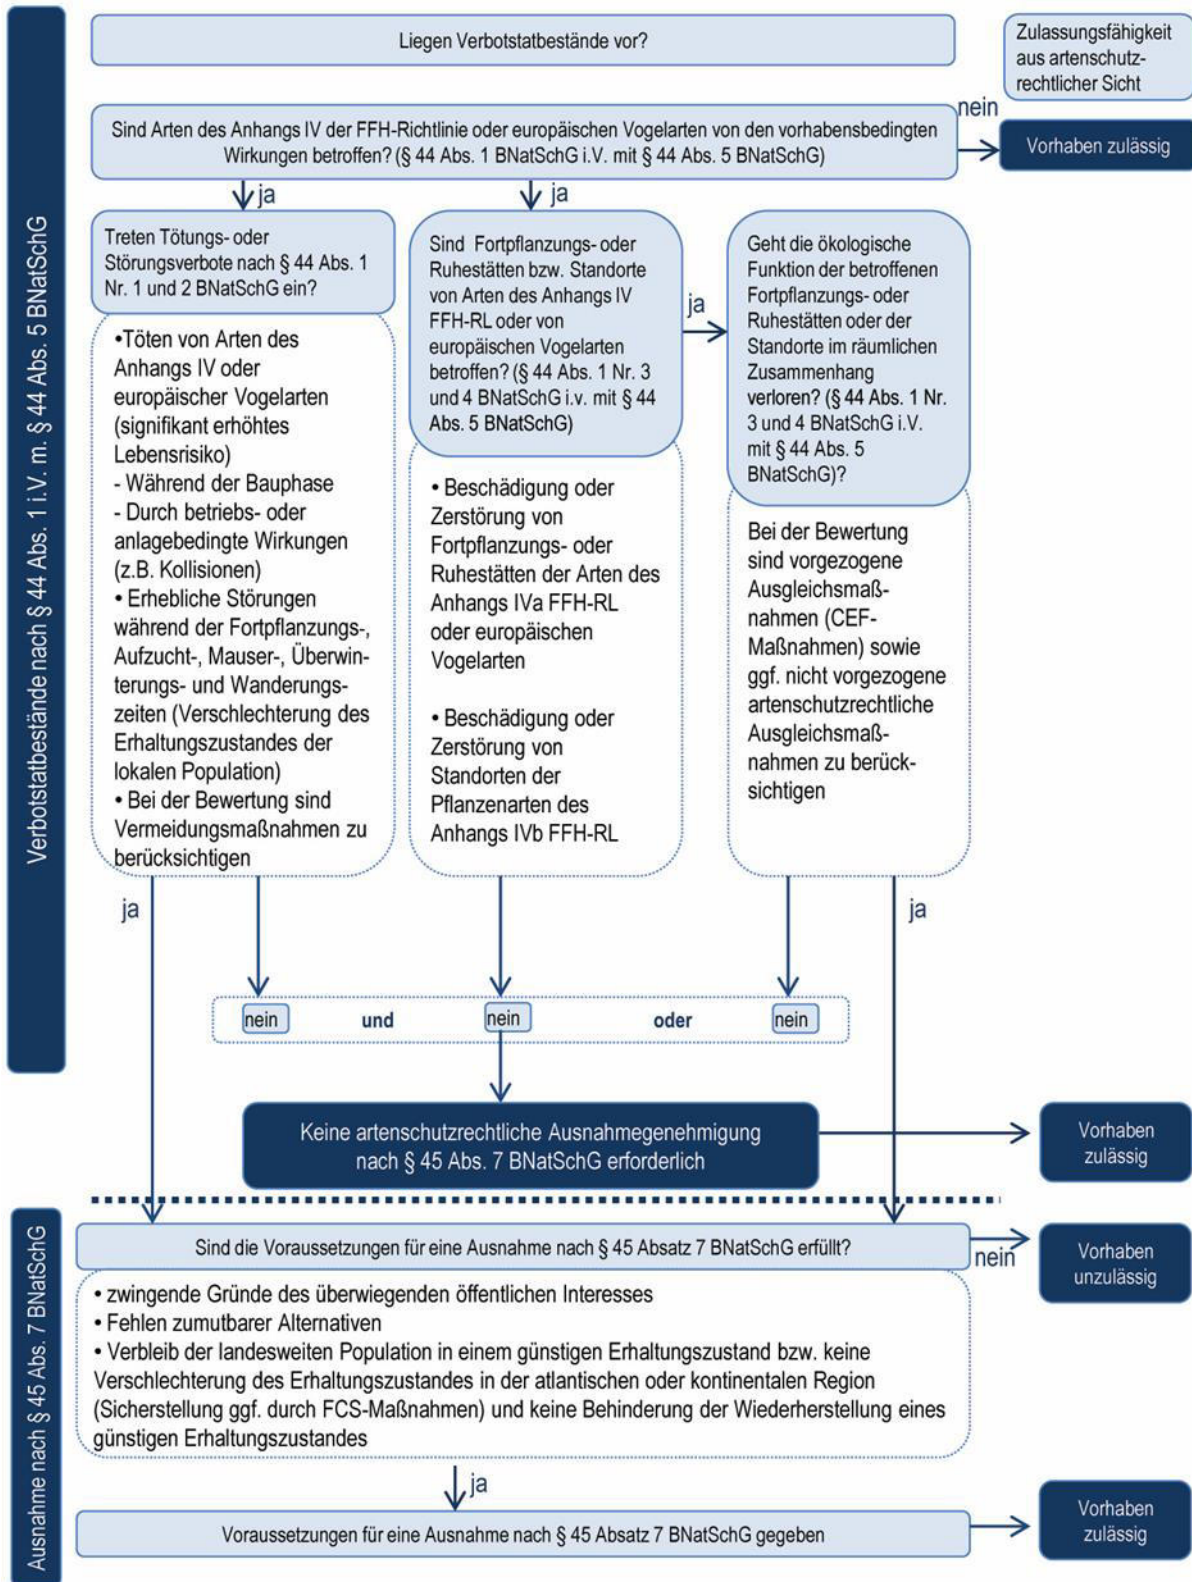 Verbotstatbestände nach § 44 Abs. 1 i.V. m. § 44 Abs. 5 BNatSchG
Liegen Verbotstatbestände vor?
Zulassungsfähigkeit
aus artenschutz-
rechtlicher Sicht
Sind Arten des Anhangs IV der FFH-Richtlinie oder europäischen Vogelarten von den vorhabensbedingten
Wirkungen betroffen? (§ 44 Abs. 1 BNatSchG i.V. mit § 44 Abs. 5 BNatSchG)
nein
Vorhaben zulässig
ja
ja
Treten Tötungs- oder
Störungsverbote nach § 44 Abs. 1
Nr. 1 und 2 BNatSchG ein?
•Töten von Arten des
Anhangs IV oder
europäischer Vogelarten
(signifikant erhöhtes
Lebensrisiko)
- Während der Bauphase
- Durch betriebs- oder
anlagebedingte Wirkungen
(z.B. Kollisionen)
• Erhebliche Störungen
während der Fortpflanzungs-,
Aufzucht-, Mauser-, Überwin-
terungs- und Wanderungs-
zeiten (Verschlechterung des
Erhaltungszustandes der
lokalen Population)
• Bei der Bewertung sind
Vermeidungsmaßnahmen zu
berücksichtigen
Sind Fortpflanzungs- oder
Ruhestätten bzw. Standorte
von Arten des Anhangs IV
FFH-RL oder von
europäischen Vogelarten
betroffen? (§ 44 Abs. 1 Nr. 3
und 4 BNatSchG i.v. mit § 44
Abs. 5 BNatSchG)
• Beschädigung oder
Zerstörung von
Fortpflanzungs- oder
Ruhestätten der Arten des
Anhangs IVa FFH-RL
oder europäischen
Vogelarten
• Beschädigung oder
Zerstörung von
Standorten der
Pflanzenarten des
Anhangs IVb FFH-RL
ja
Geht die ökologische
Funktion der betroffenen
Fortpflanzungs- oder
Ruhestätten oder der
Standorte im räumlichen
Zusammenhang
verloren? (§ 44 Abs. 1 Nr.
3 und 4 BNatSchG i.V.
mit § 44 Abs. 5
BNatSchG)?
Bei der Bewertung
sind vorgezogene
Ausgleichsmaß-
nahmen (CEF-
Maßnahmen) sowie
ggf. nicht vorgezogene
artenschutzrechtliche
Ausgleichsmaß-
nahmen zu berück-
sichtigen
ja
ja
nein und nein oder nein
Keine artenschutzrechtliche Ausnahmegenehmigung
nach § 45 Abs. 7 BNatSchG erforderlich
Vorhaben
zulässig
Ausnahme nach § 45 Abs. 7 BNatSchG
Sind die Voraussetzungen für eine Ausnahme nach § 45 Absatz 7 BNatSchG erfüllt?
nein
Vorhaben
unzulässig
• zwingende Gründe des überwiegenden öffentlichen Interesses
• Fehlen zumutbarer Alternativen
• Verbleib der landesweiten Population in einem günstigen Erhaltungszustand bzw. keine
Verschlechterung des Erhaltungszustandes in der atlantischen oder kontinentalen Region
(Sicherstellung ggf. durch FCS-Maßnahmen) und keine Behinderung der Wiederherstellung eines
günstigen Erhaltungszustandes
ja
Voraussetzungen für eine Ausnahme nach § 45 Absatz 7 BNatSchG gegeben
Vorhaben
zulässig